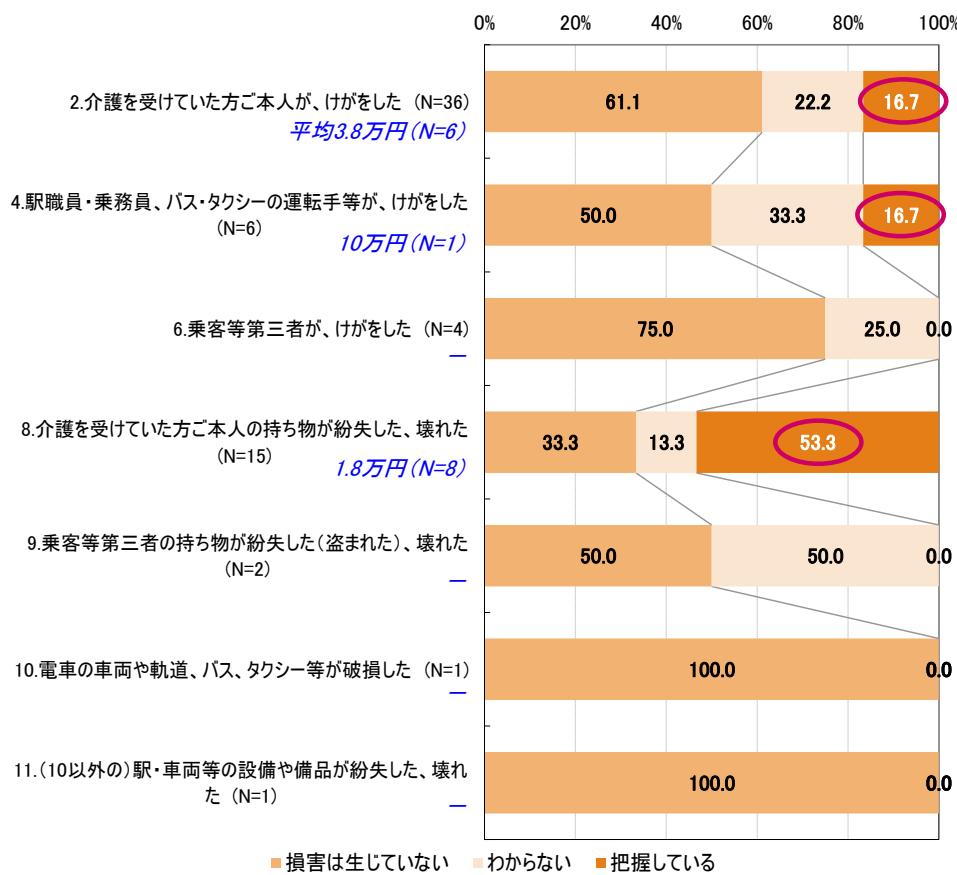 0% 20% 40% 60% 80% 100%
2.介護を受けていた方ご本人が、けがをした (N=36)
平均3.8万円(N=6)
61.1 22.2 16.7
4.駅職員・乗務員、バス・タクシーの運転手等が、けがをした
(N=6)
10万円(N=1)
50.0 33.3 16.7
6.乗客等第三者が、けがをした (N=4)
―
75.0 25.0 0.0
8.介護を受けていた方ご本人の持ち物が紛失した、壊れた
(N=15)
1.8万円(N=8)
33.3 13.3 53.3
9.乗客等第三者の持ち物が紛失した(盗まれた)、壊れた
(N=2)
―
50.0 50.0 0.0
10.電車の車両や軌道、バス、タクシー等が破損した (N=1)
―
100.0 0.0
11.(10以外の)駅・車両等の設備や備品が紛失した、壊れ
た (N=1)
―
100.0 0.0
損害は生じていない わからない 把握している